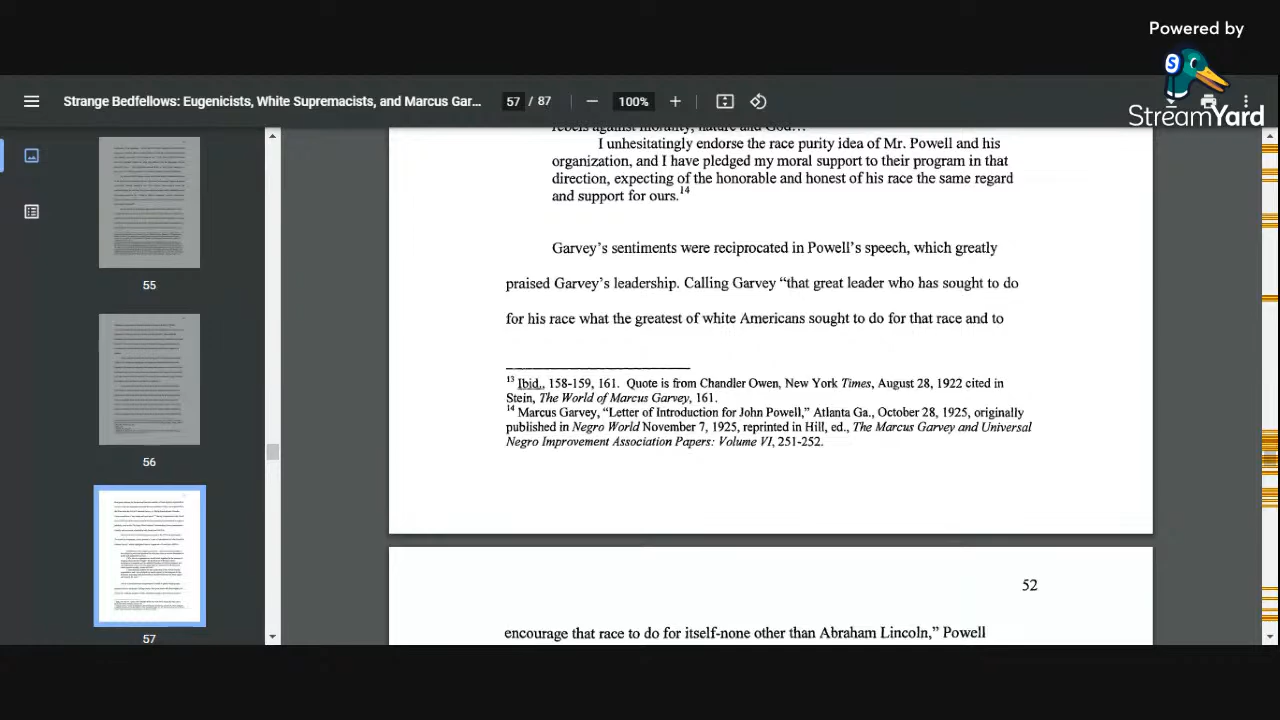 Powered by
StreamYard
Strange Bedfellows: Eugenicists, White Supremacists, and Marcus Gar...
57 / 87
100%
rebels against morality, nature and God...
I unhesitatingly endorse the race purity idea of Mr. Powell and his
organization, and I have pledged my moral support to their program in that
direction, expecting of the honorable and honest of his race the same regard
and support for ours.14
Garvey's sentiments were reciprocated in Powell's speech, which greatly
praised Garvey's leadership. Calling Garvey “that great leader who has sought to do
for his race what the greatest of white Americans sought to do for that race and to
13 Ibid., 158-159, 161. Quote is from Chandler Owen, New York Times, August 28, 1922 cited in
Stein, The World of Marcus Garvey, 161.
14 Marcus Garvey, “Letter of Introduction for John Powell,” Atlanta Ga., October 28, 1925, originally
published in Negro World November 7, 1925, reprinted in Hill, ed., The Marcus Garvey and Universal
Negro Improvement Association Papers: Volume VI, 251-252.
52
encourage that race to do for itself-none other than Abraham Lincoln,” Powell
55
56
57